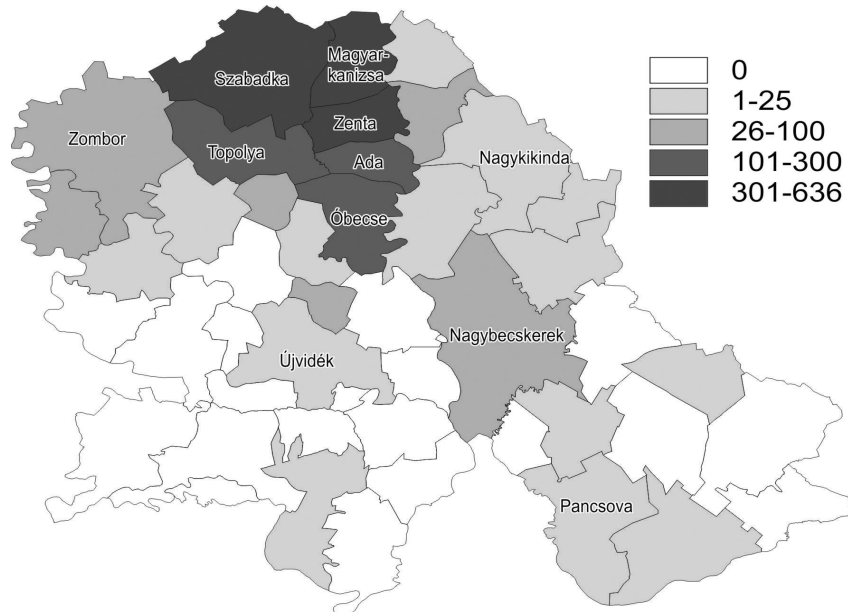 Magyar-
kanizsa
Szabadka
Zenta
Zombor
Topolya
Ada
Nagykikinda
Óbecse
Nagybecskerek
Újvidék
Pancsova
0
1-25
26-100
101-300
301-636